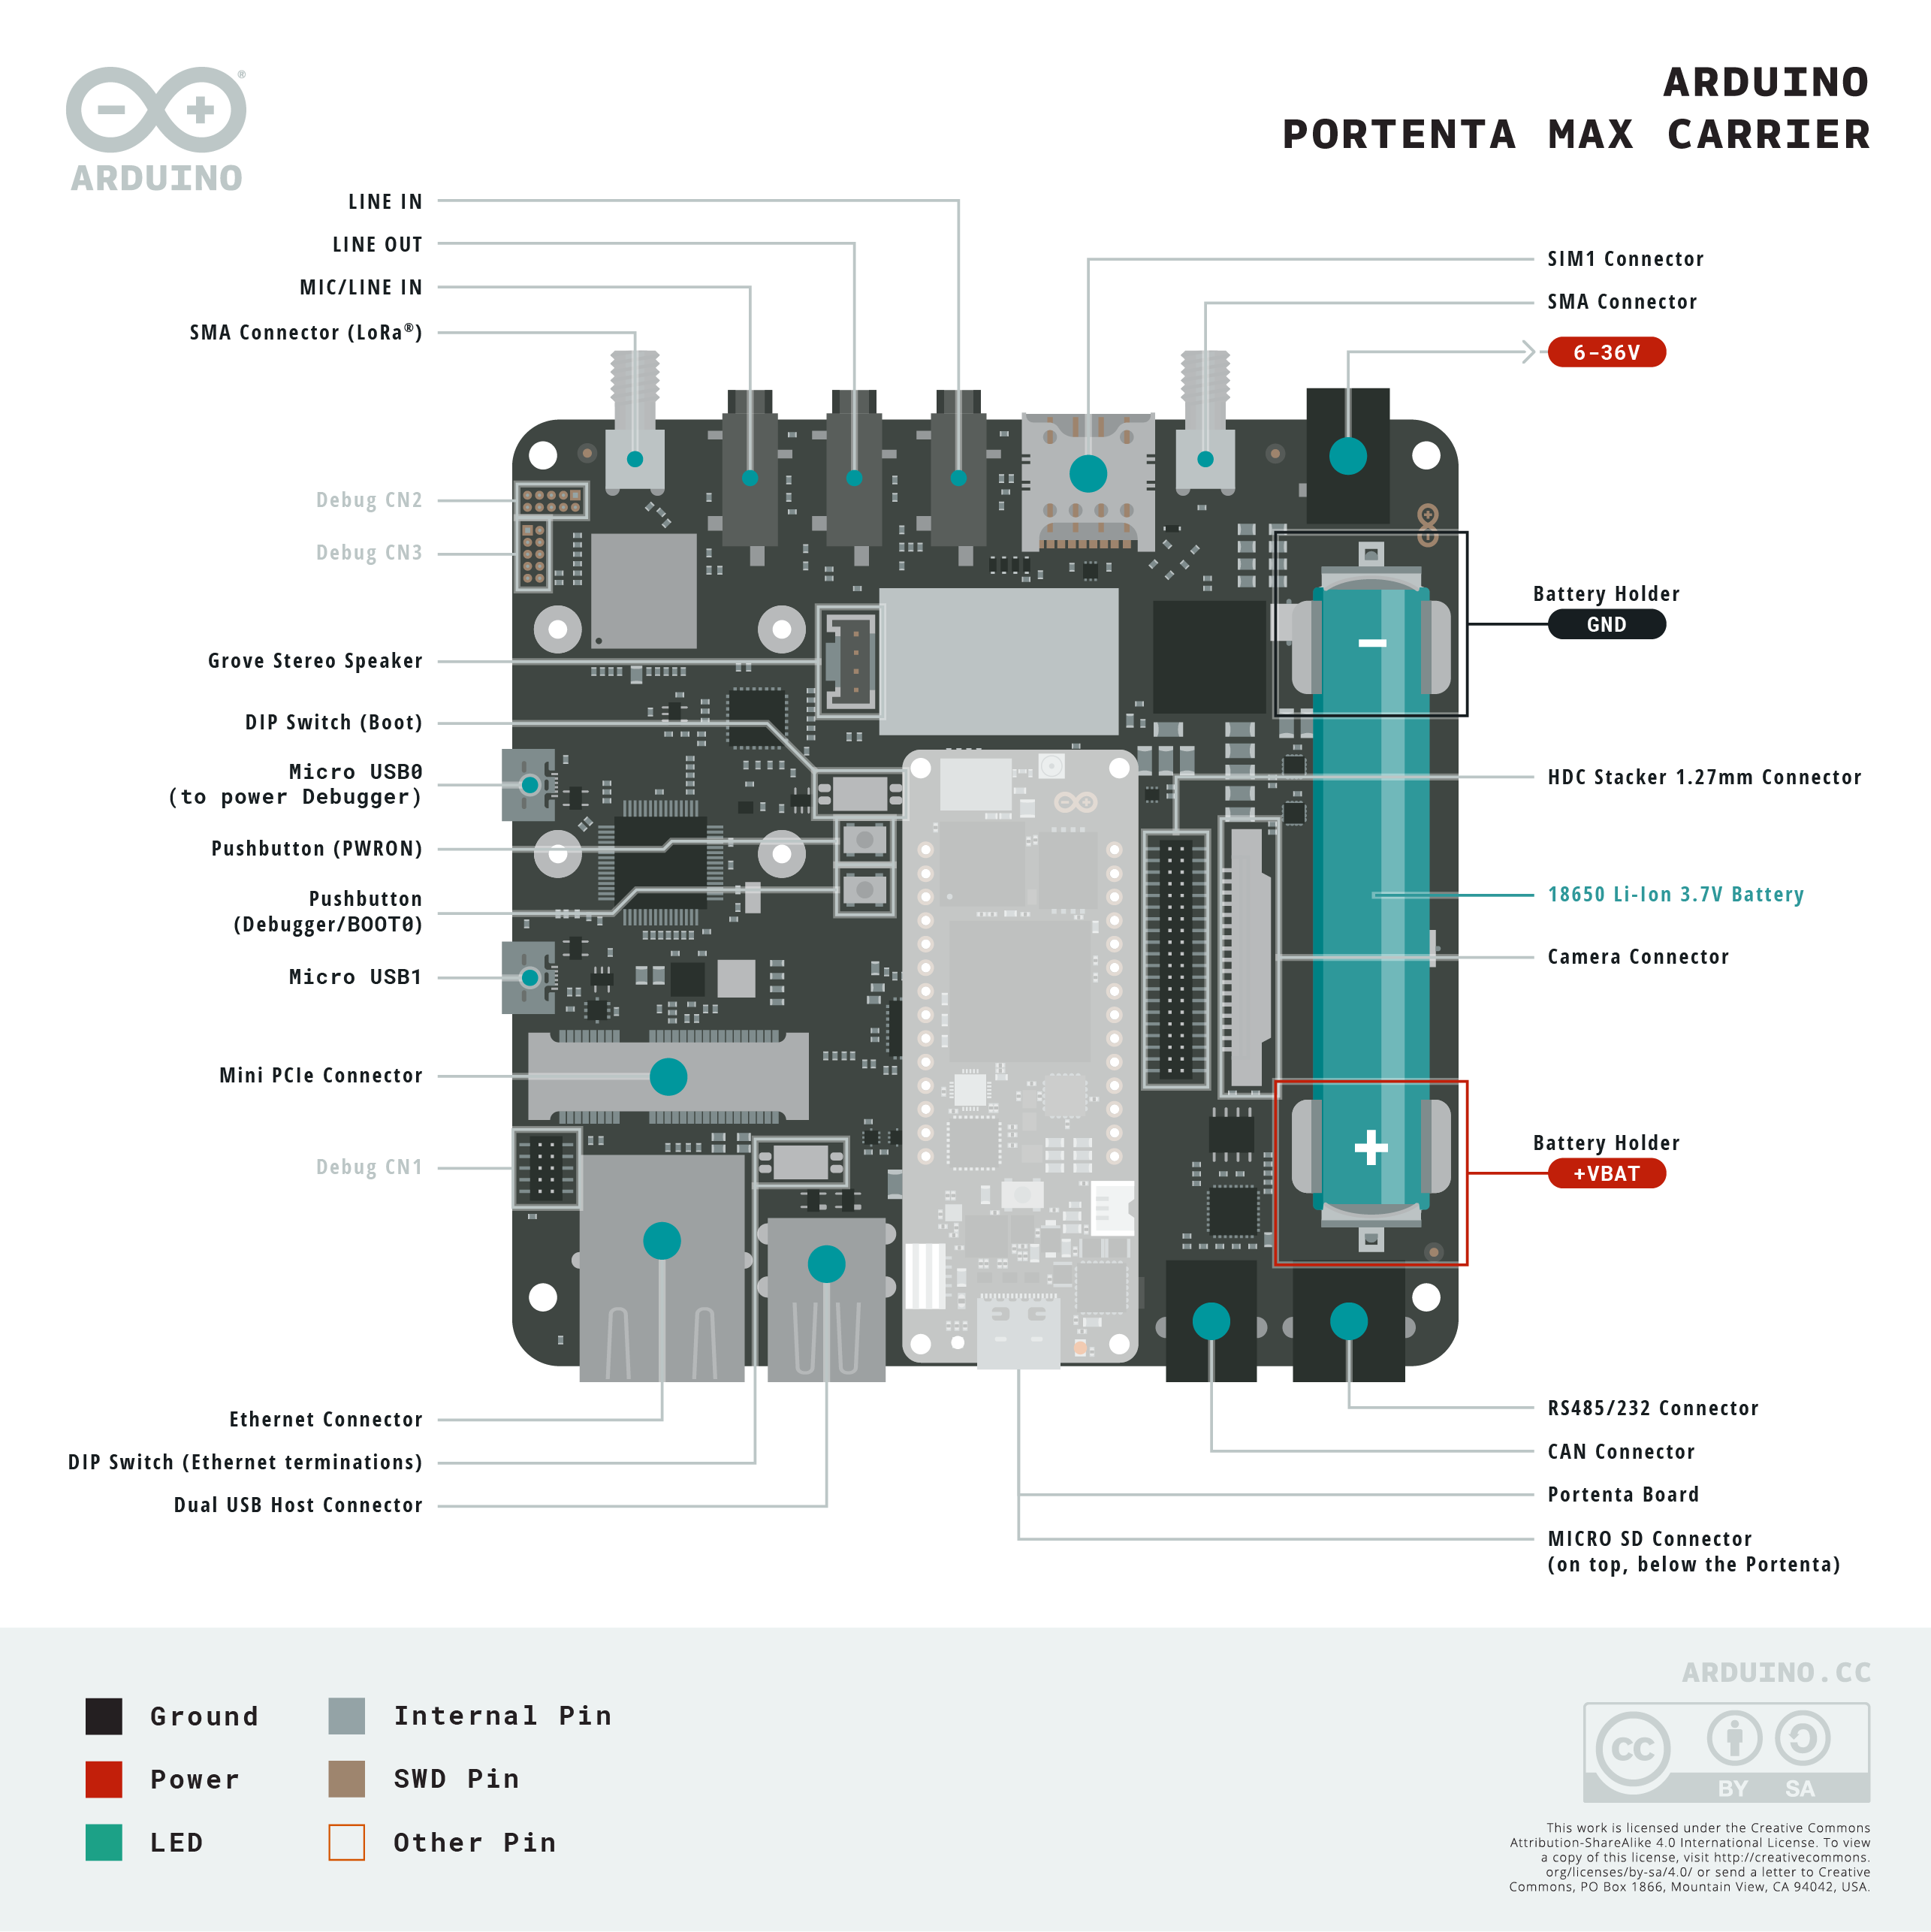 ARDUINO
ARDUINO
PORTENTA MAX CARRIER
LINE IN
LINE OUT
MIC/LINE IN
SMA Connector (LoRa®)
Debug CN2
Debug CN3
Grove Stereo Speaker
DIP Switch (Boot)
Micro USB0
(to power Debugger)
Pushbutton (PWRON)
Pushbutton
(Debugger/BOOT0)
Micro USB1
Mini PCIe Connector
Debug CN1
Ethernet Connector
DIP Switch (Ethernet terminations)
Dual USB Host Connector
SIM1 Connector
SMA Connector
6-36V
Battery Holder
GND
HDC Stacker 1.27mm Connector
18650 Li-Ion 3.7V Battery
Camera Connector
Battery Holder
+VBAT
RS485/232 Connector
CAN Connector
Portenta Board
MICRO SD Connector
(on top, below the Portenta)
Ground
Power
LED
Internal Pin
SWD Pin
Other Pin
ARDUINO.CC
CC
BY SA
This work is licensed under the Creative Commons
Attribution-ShareAlike 4.0 International License. To view
a copy of this license, visit http://creativecommons.
org/licenses/by-sa/4.0/ or send a letter to Creative
Commons, PO Box 1866, Mountain View, CA 94042, USA.